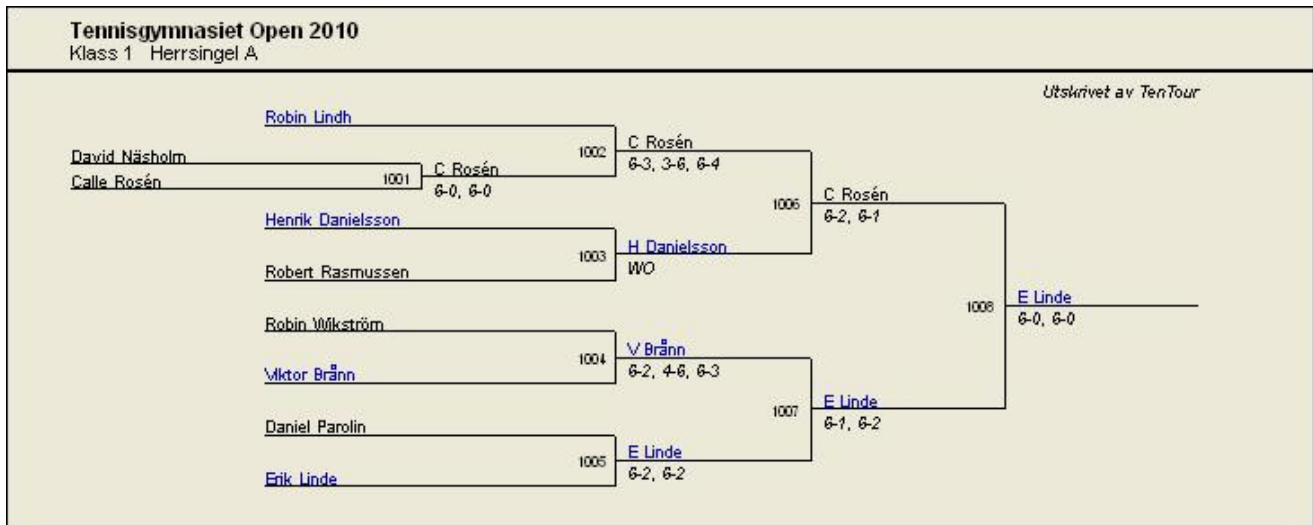 Tennisgymnasiet Open 2010
Klass 1 Herrsingel A
Utskrivet av TenTour
Robin Lindh
David Näsholm
Calle Rosén
1001
C Rosén
6-0, 6-0
1002
C Rosén
6-3, 3-6, 6-4
Henrik Danielsson
Robert Rasmussen
1003
H Danielsson
WO
1006
C Rosén
6-2, 6-1
Robin Wikström
Viktor Brånn
1004
V Brånn
6-2, 4-6, 6-3
Daniel Parolin
Erik Linde
1005
E Linde
6-2, 6-2
1007
E Linde
6-1, 6-2
1008
E Linde
6-0, 6-0